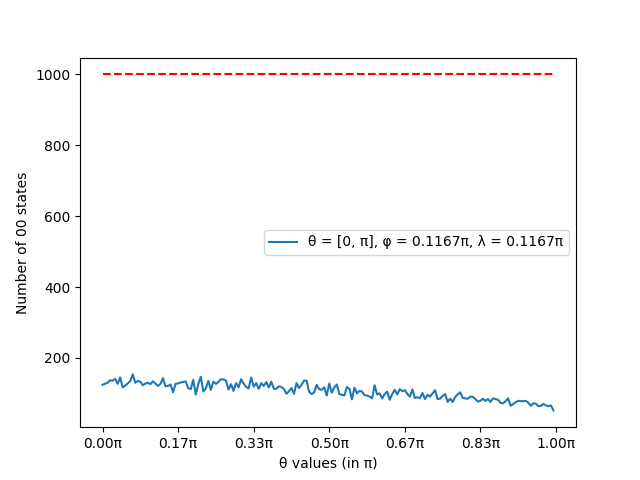 1000
800
600
400
200
Number of 00 states
θ = [0, π], φ = 0.1167π, λ = 0.1167π
0.00π 0.17π 0.33π 0.50π 0.67π 0.83π 1.00π
θ values (in π)